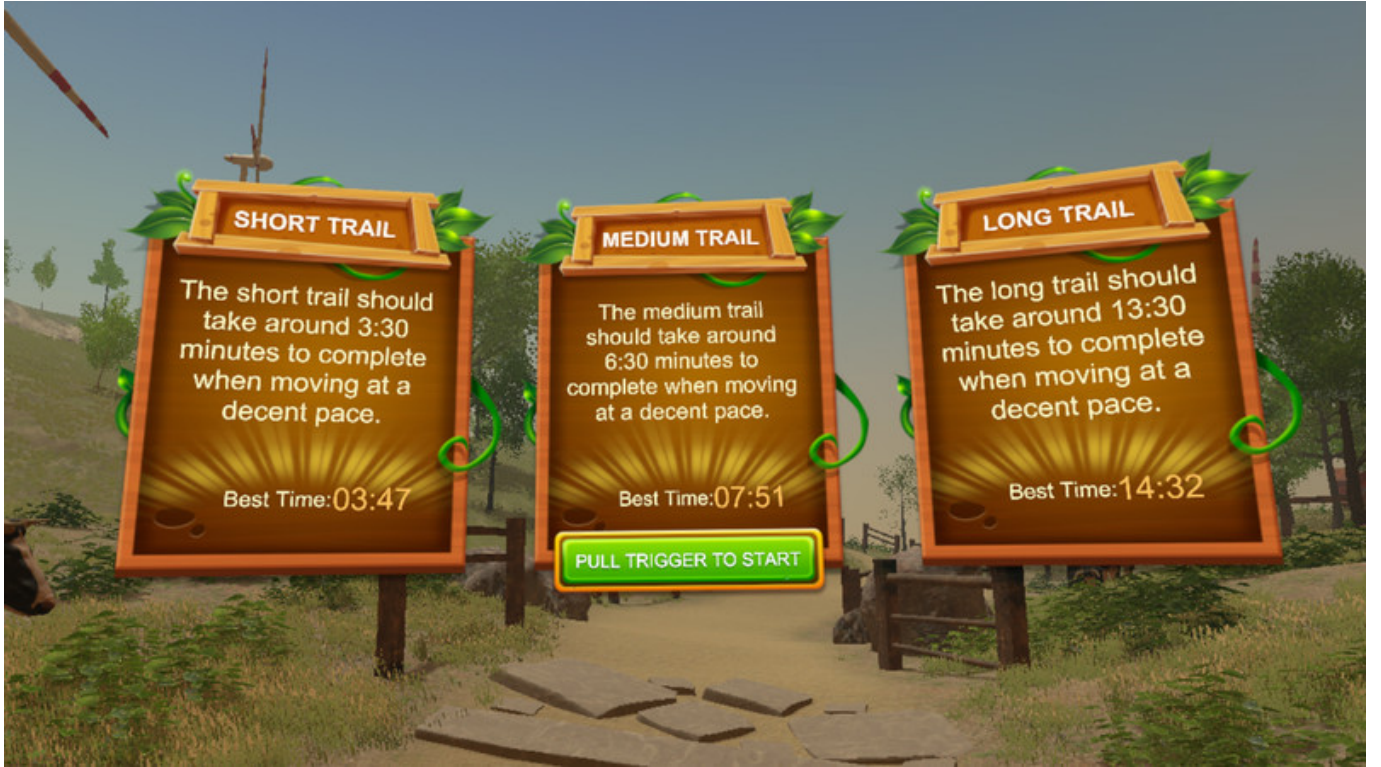 SHORT TRAIL
The short trail should
take around 3:30
minutes to complete
when moving at a
decent pace.
Best Time:03:47
MEDIUM TRAIL
The medium trail
should take around
6:30 minutes to
complete when moving
at a decent pace.
Best Time:07:51
PULL TRIGGER TO START
LONG TRAIL
The long trail should
take around 13:30
minutes to complete
when moving at a
decent pace.
Best Time:14:32